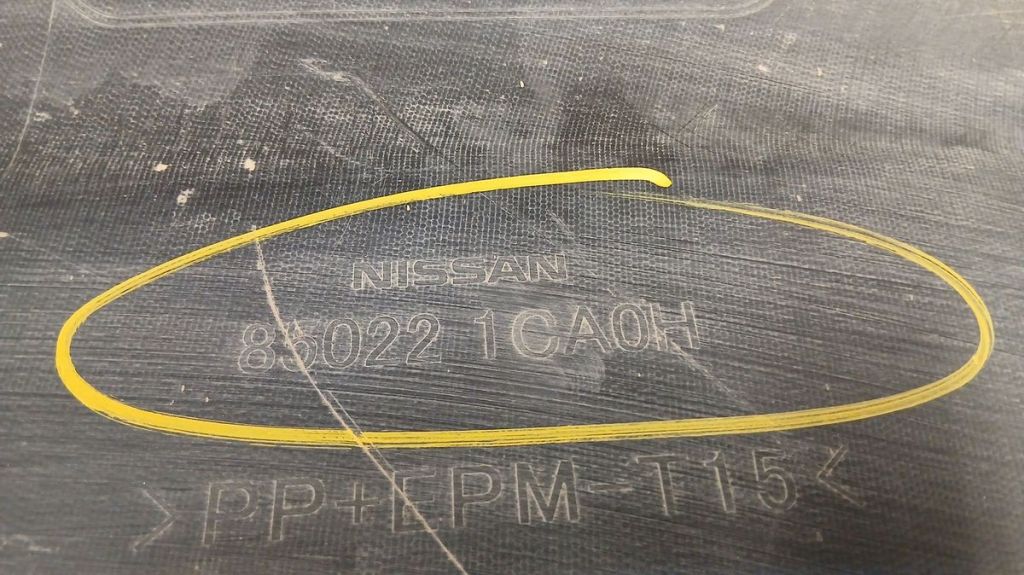 NISSAN
85022 1CA0H
>PP+EPM-T15<